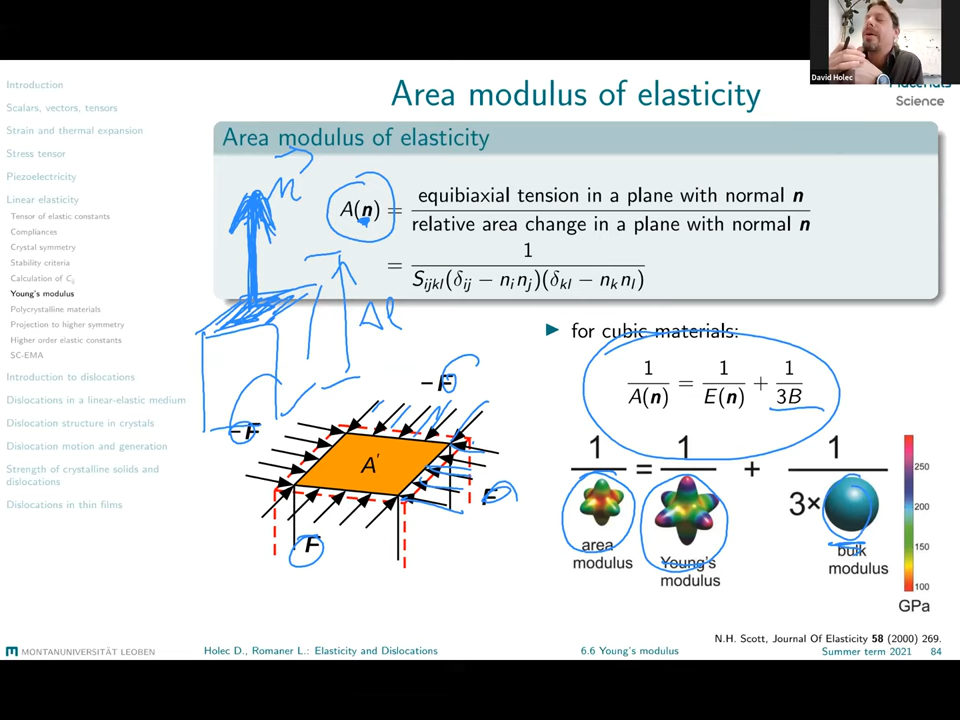 David Holec
Materials
Science
Introduction
Scalars, vectors, tensors
Strain and thermal expansion
Stress tensor
Piezoelectricity
Linear elasticity
Tensor of elastic constants
Compliances
Crystal symmetry
Stability criteria
Calculation of Cij
Young's modulus
Polycrystalline materials
Projection to higher symmetry
Higher order elastic constants
SC-EMA
Introduction to dislocations
Dislocations in a linear-elastic medium
Dislocation structure in crystals
Dislocation motion and generation
Strength of crystalline solids and
dislocations
Dislocations in thin films
Area modulus of elasticity
Area modulus of elasticity
A(n) = equibiaxial tension in a plane with normal n / relative area change in a plane with normal n
= 1 / Sijkl(δij − ninj)(δkl − nknl)
n
Δl
▶ for cubic materials:
1/A(n) = 1/E(n) + 1/3B
−F
−F
A'
F
F
1 = 1 + 1
3×
area
modulus
Young's
modulus
bulk
modulus
250
200
150
100
GPa
N.H. Scott, Journal Of Elasticity 58 (2000) 269.
MONTANUNIVERSITÄT LEOBEN
Holec D., Romaner L.: Elasticity and Dislocations
6.6 Young's modulus
Summer term 2021 84